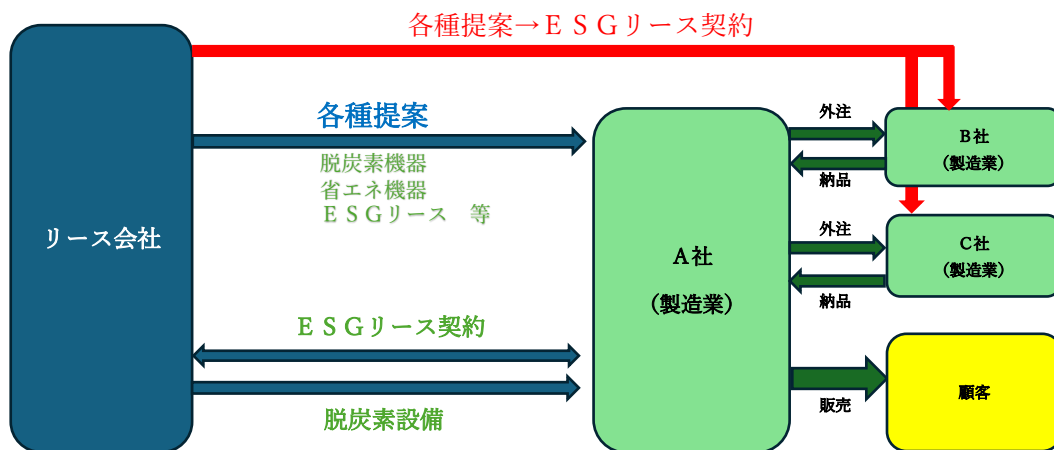 各種提案→ＥＳＧリース契約
各種提案
脱炭素機器
省エネ機器
ＥＳＧリース　等
リース会社
ＥＳＧリース契約
脱炭素設備
Ａ社
（製造業）
外注
納品
Ｂ社
（製造業）
外注
納品
Ｃ社
（製造業）
販売
顧客